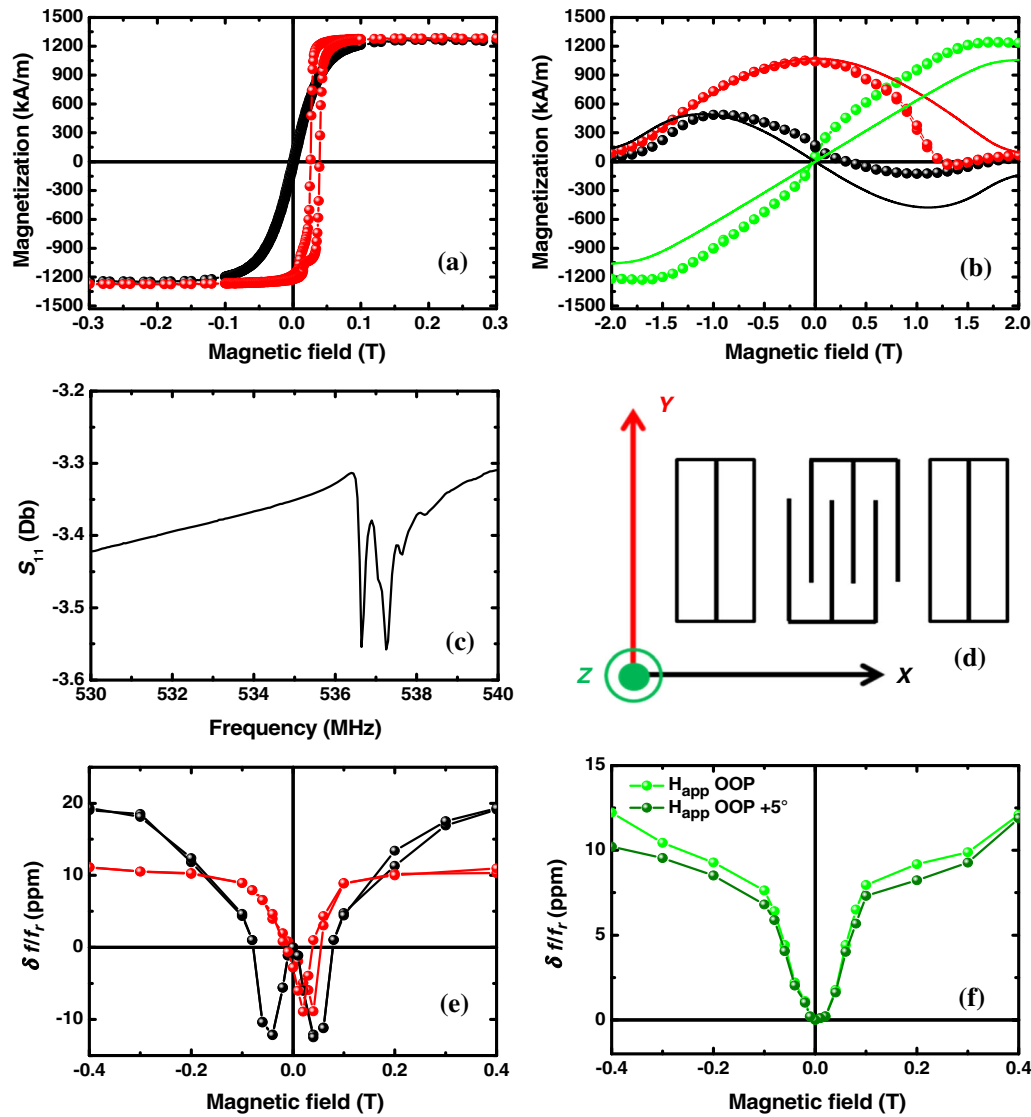 1500
1200
900
600
300
0
-300
-600
-900
-1200
-1500
Magnetization (kA/m)
(a)
-0.3 -0.2 -0.1 0.0 0.1 0.2 0.3
Magnetic field (T)
1500
1200
900
600
300
0
-300
-600
-900
-1200
-1500
Magnetization (kA/m)
(b)
-2.0 -1.5 -1.0 -0.5 0.0 0.5 1.0 1.5 2.0
Magnetic field (T)
-3.2
-3.3
-3.4
-3.5
-3.6
S11 (Db)
(c)
530 532 534 536 538 540
Frequency (MHz)
Y
Z
X
(d)
20
10
0
-10
δ f/fr (ppm)
(e)
-0.4 -0.2 0.0 0.2 0.4
Magnetic field (T)
15
10
5
0
δ f/fr (ppm)
Happ OOP
Happ OOP +5°
(f)
-0.4 -0.2 0.0 0.2 0.4
Magnetic field (T)